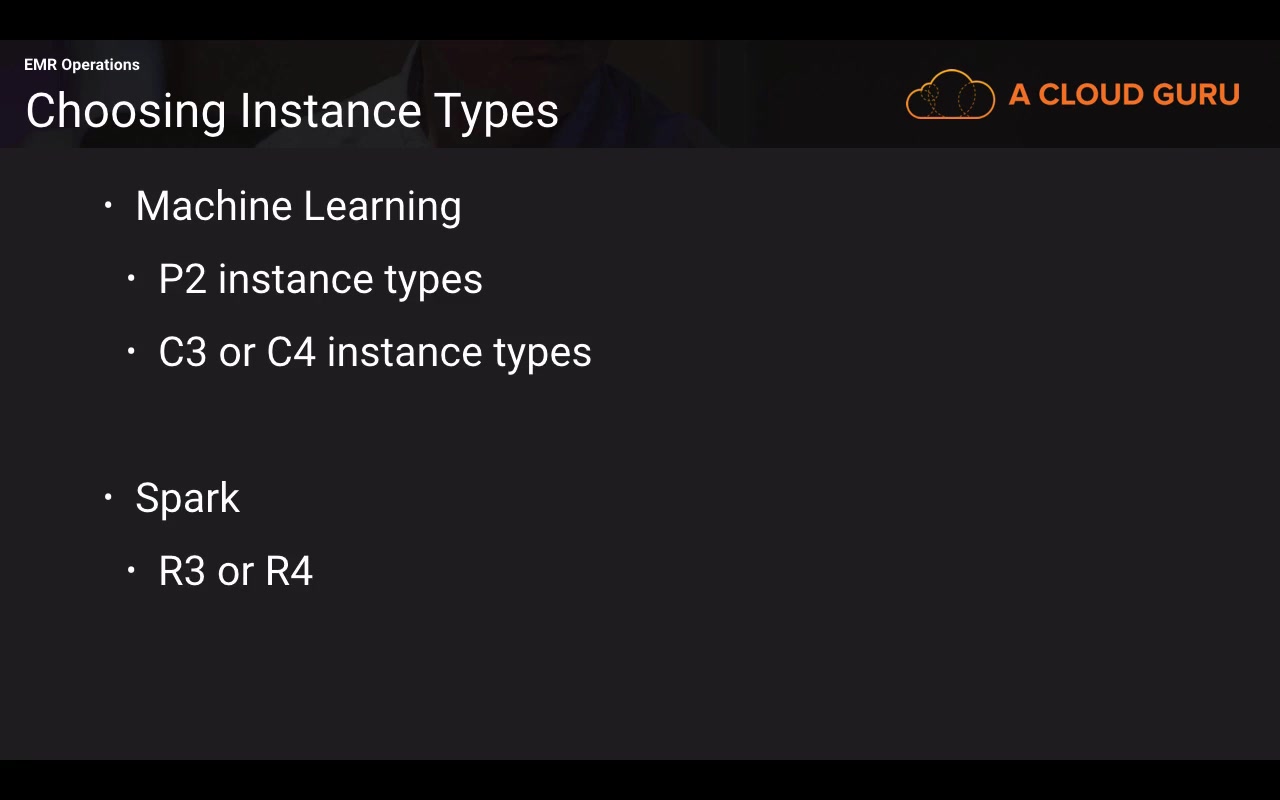 EMR Operations
Choosing Instance Types
A CLOUD GURU
• Machine Learning
• P2 instance types
• C3 or C4 instance types
• Spark
• R3 or R4